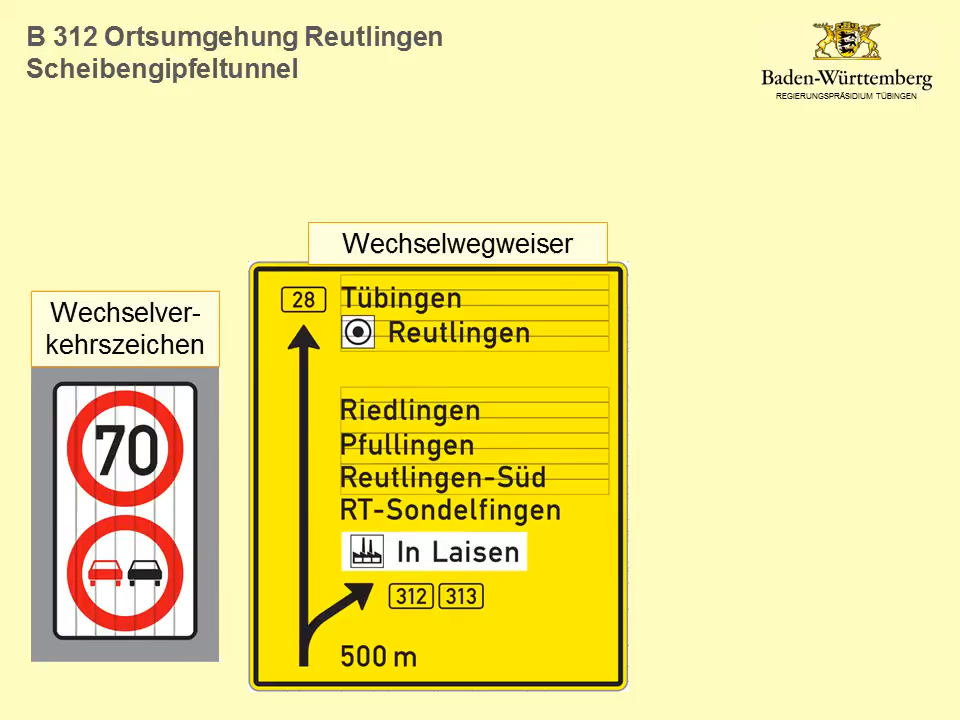 B 312 Ortsumgehung Reutlingen
Scheibengipfeltunnel
Baden-Württemberg
REGIERUNGSPRÄSIDIUM TÜBINGEN
Wechselwegweiser
Wechselver-
kehrszeichen
70
28 Tübingen
Reutlingen
Riedlingen
Pfullingen
Reutlingen-Süd
RT-Sondelfingen
In Laisen
312 313
500 m